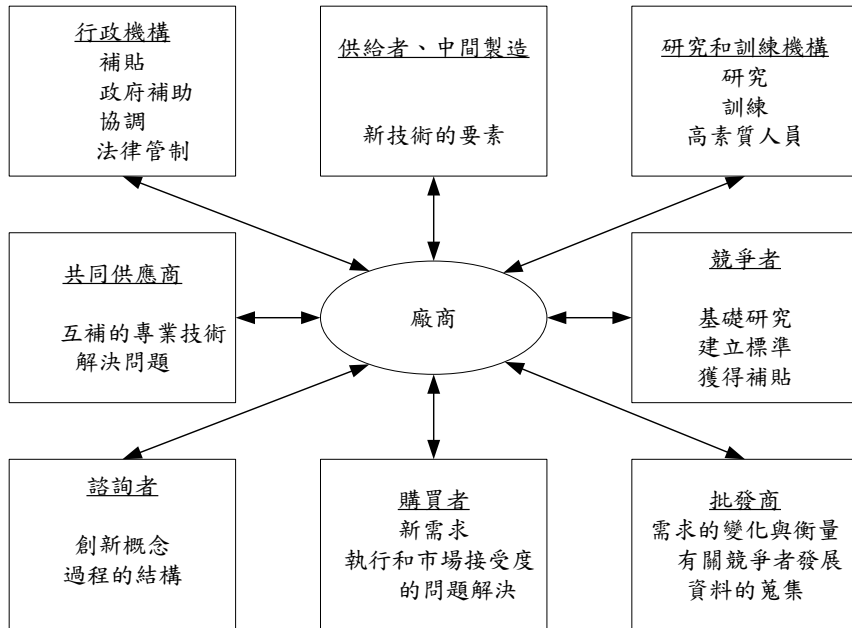 行政機構
補貼
政府補助
協調
法律管制
供給者、中間製造
新技術的要素
研究和訓練機構
研究
訓練
高素質人員
共同供應商
互補的專業技術
解決問題
廠商
競爭者
基礎研究
建立標準
獲得補貼
諮詢者
創新概念
過程的結構
購買者
新需求
執行和市場接受度
的問題解決
批發商
需求的變化與衡量
有關競爭者發展
資料的蒐集